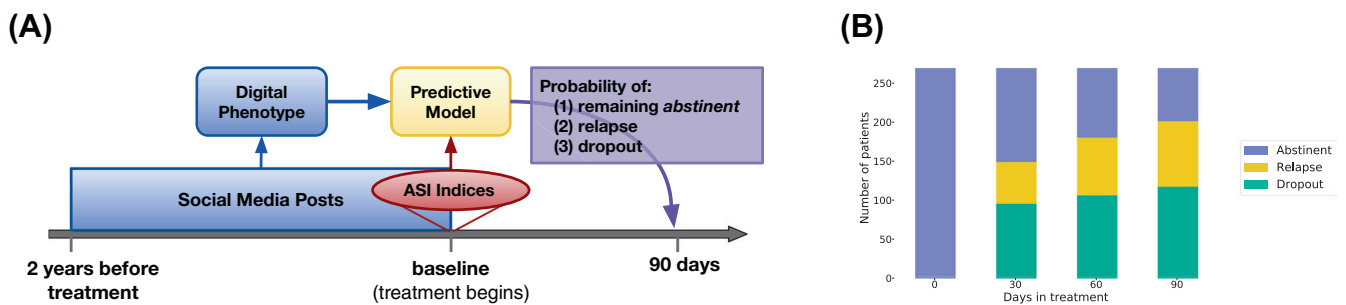 (A)
Digital
Phenotype
Predictive
Model
Probability of:
(1) remaining abstinent
(2) relapse
(3) dropout
Social Media Posts
ASI Indices
2 years before
treatment
baseline
(treatment begins)
90 days
(B)
Number of patients
250
200
150
100
50
0
0
30
60
90
Days in treatment
Abstinent
Relapse
Dropout